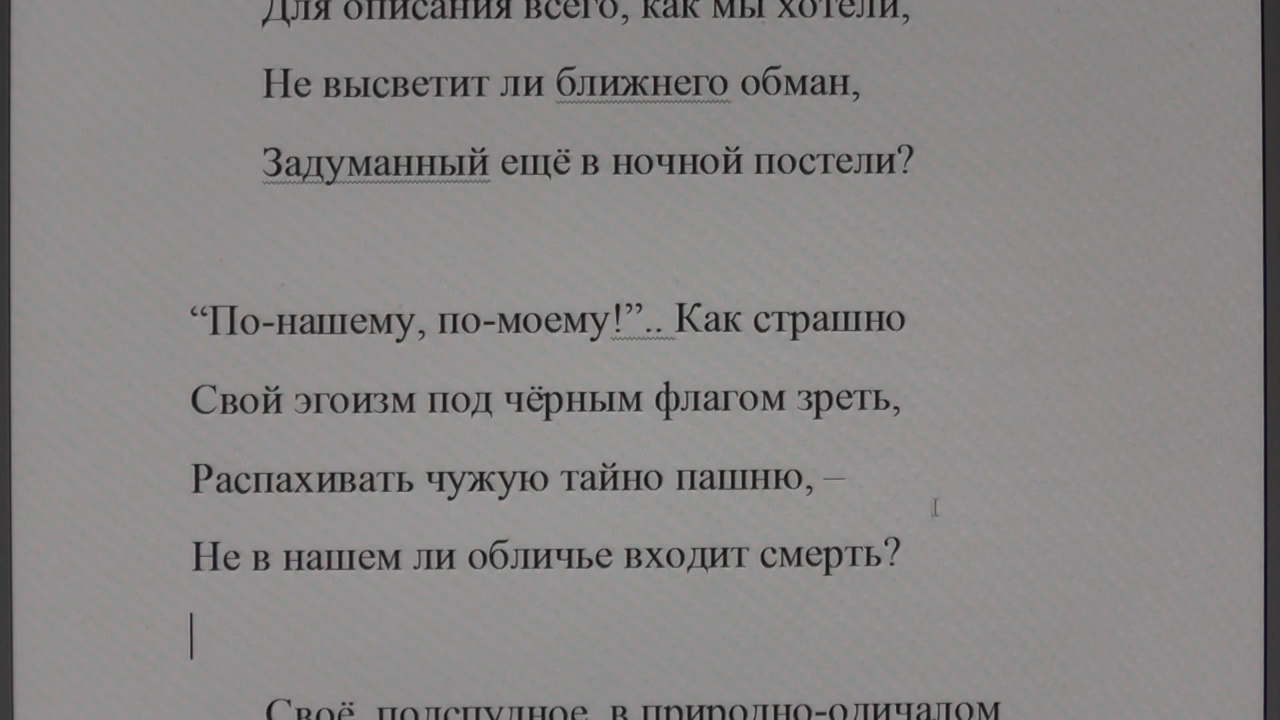 Для описания всего, как мы хотели,
Не высветит ли ближнего обман,
Задуманный ещё в ночной постели?
“По-нашему, по-моему!”.. Как страшно
Свой эгоизм под чёрным флагом зреть,
Распахивать чужую тайно пашню, –
Не в нашем ли обличье входит смерть?
Своё, подспудное, в природно-одичалом